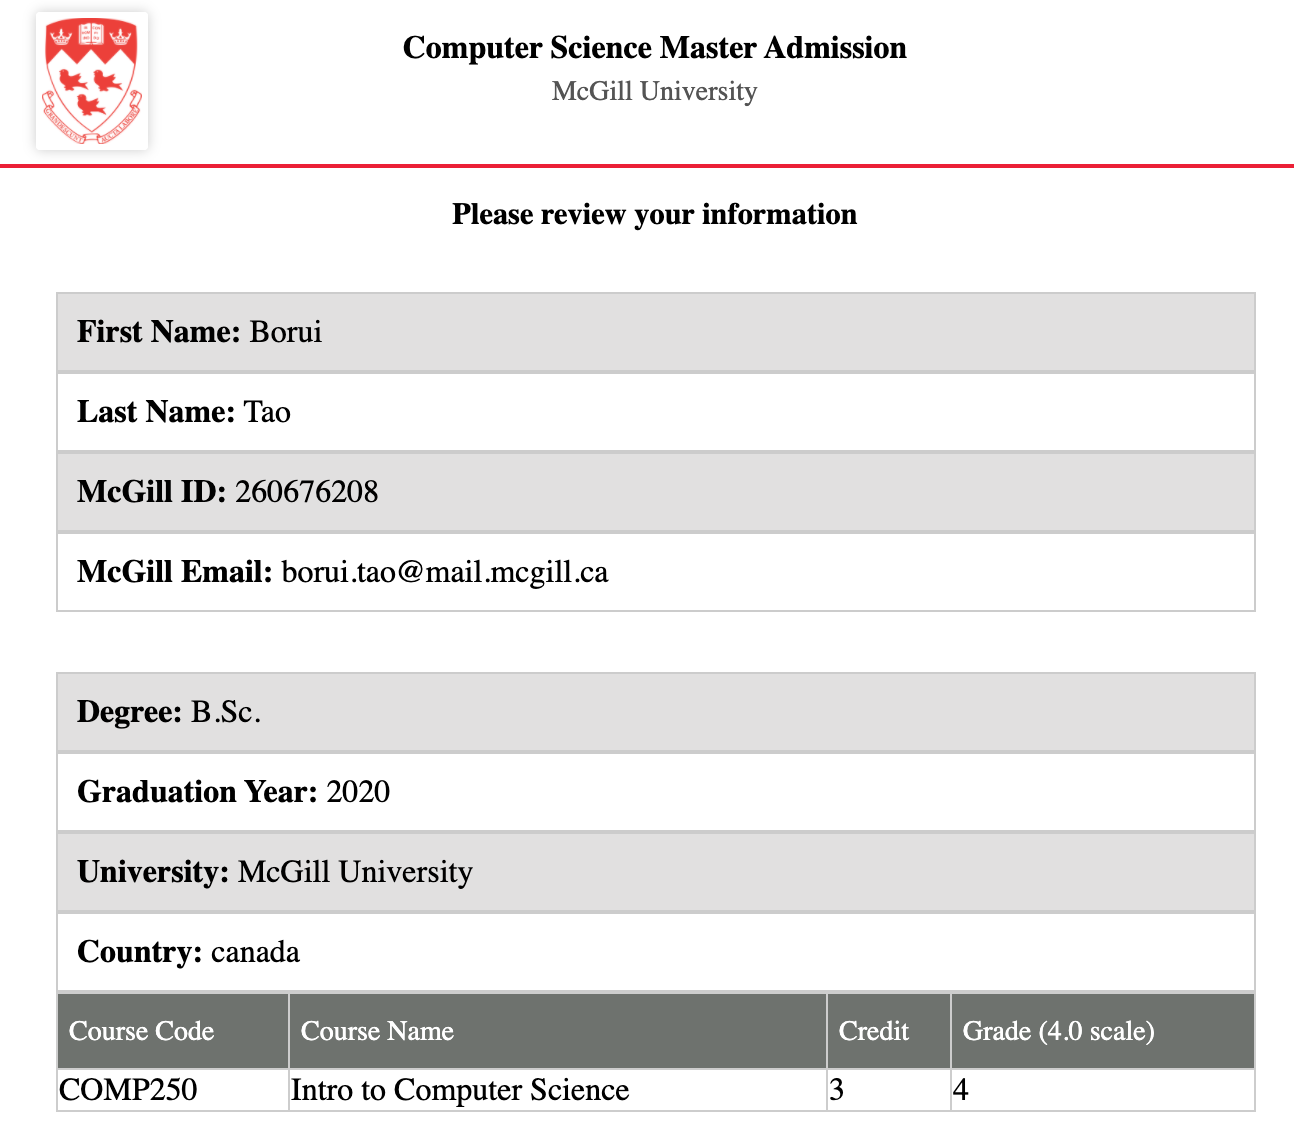 Computer Science Master Admission
McGill University
Please review your information
First Name: Borui
Last Name: Tao
McGill ID: 260676208
McGill Email: borui.tao@mail.mcgill.ca
Degree: B.Sc.
Graduation Year: 2020
University: McGill University
Country: canada
Course Code Course Name Credit Grade (4.0 scale)
COMP250 Intro to Computer Science 3 4